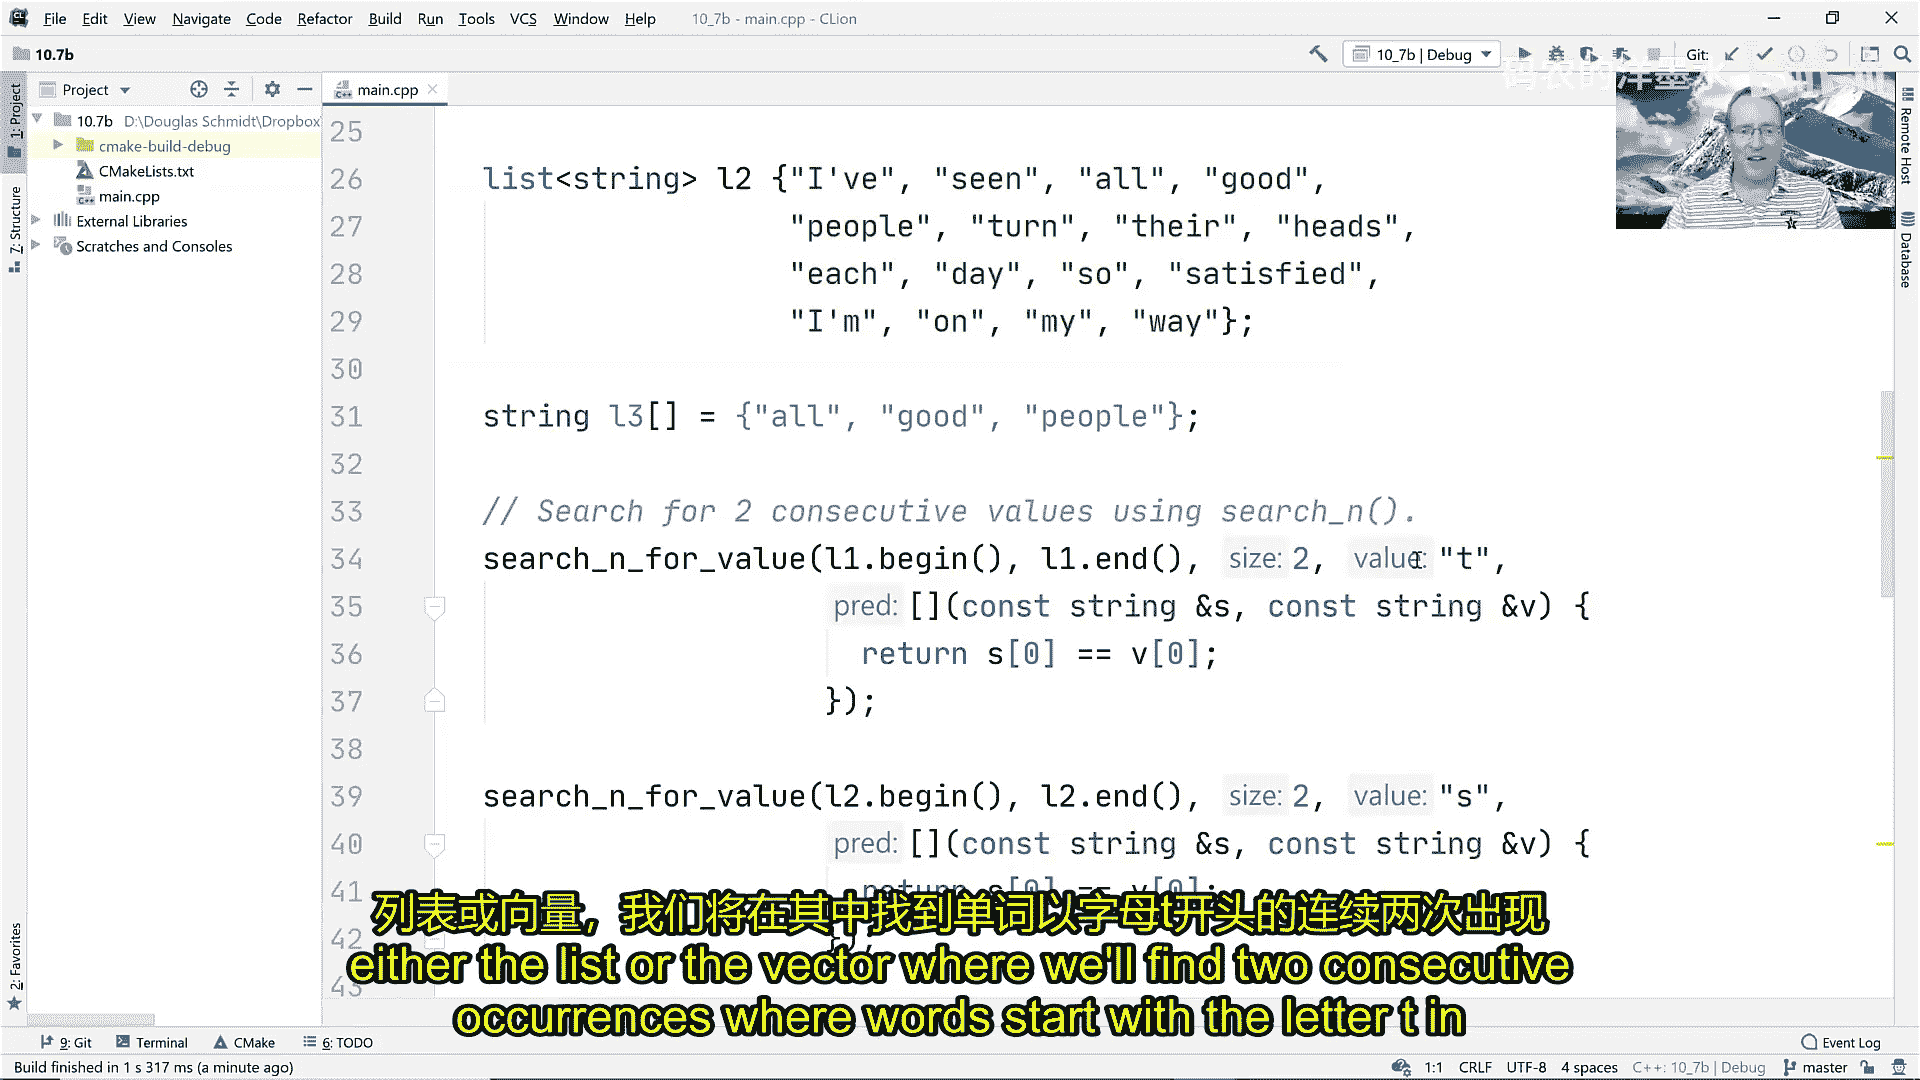 File Edit View Navigate Code Refactor Build Run Tools VCS Window Help 10_7b - main.cpp - CLion
10.7b 10_7b | Debug Git:
Project main.cpp
10.7b D:\Douglas Schmidt\Dropbox
cmake-build-debug
CMakeLists.txt
main.cpp
External Libraries
Scratches and Consoles
1: Project
7: Structure
2: Favorites
Remote Host
Database
25
26 list<string> l2 {"I've", "seen", "all", "good",
27 "people", "turn", "their", "heads",
28 "each", "day", "so", "satisfied",
29 "I'm", "on", "my", "way"};
30
31 string l3[] = {"all", "good", "people"};
32
33 // Search for 2 consecutive values using search_n().
34 search_n_for_value(l1.begin(), l1.end(), size: 2, value: "t",
35 pred: [](const string &s, const string &v) {
36 return s[0] == v[0];
37 });
38
39 search_n_for_value(l2.begin(), l2.end(), size: 2, value: "s",
40 pred: [](const string &s, const string &v) {
41 return s[0] == v[0];
42 });
43
列表或向量，我们将在其中找到单词以字母t开头的连续两次出现
either the list or the vector where we'll find two consecutive
occurrences where words start with the letter t in
9: Git Terminal CMake 6: TODO Event Log
Build finished in 1 s 317 ms (a minute ago) 1:1 CRLF UTF-8 4 spaces C++: 10_7b | Debug master